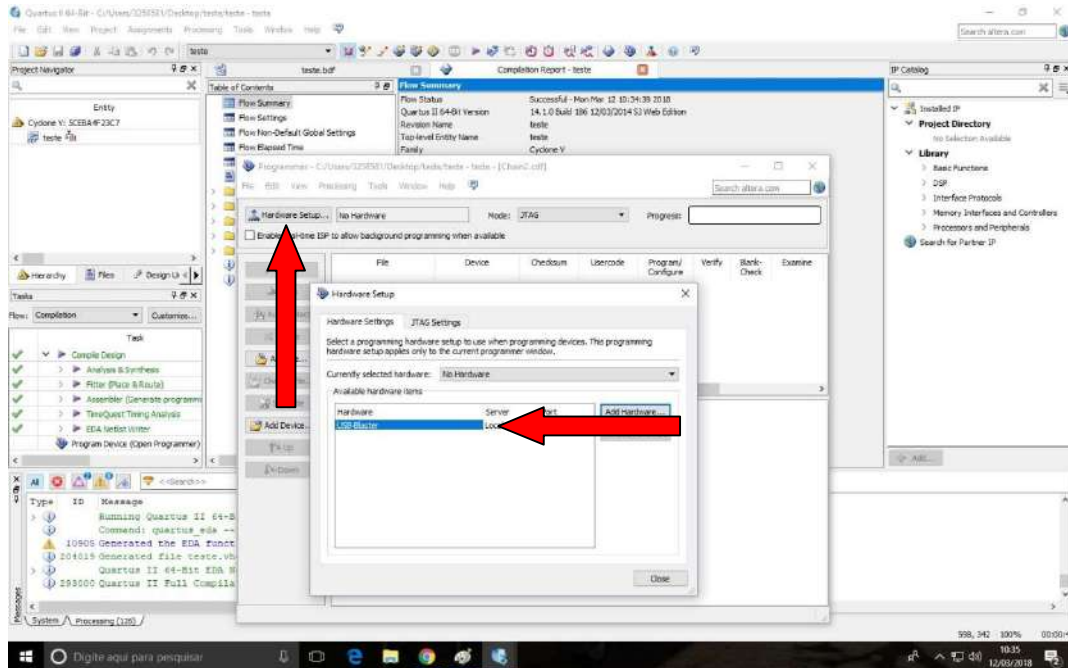 Quartus II 64-Bit - C:/Users/3258581/Desktop/teste/teste - teste
File Edit View Project Assignments Processing Tools Window Help
Search altera.com
teste
Project Navigator
Entity
Cyclone V: 5CEBA4F23C7
teste
Hierarchy Files Design U
Tasks
Flow: Compilation Customize...
Task
Compile Design
Analysis & Synthesis
Fitter (Place & Route)
Assembler (Generate programm
TimeQuest Timing Analysis
EDA Netlist Writer
Program Device (Open Programmer)
teste.bdf
Compilation Report - teste
Table of Contents
Flow Summary
Flow Settings
Flow Non-Default Global Settings
Flow Elapsed Time
Flow Summary
Flow Status Successful - Mon Mar 12 10:34:39 2018
Quartus II 64-Bit Version 14.1.0 Build 186 12/03/2014 SJ Web Edition
Revision Name teste
Top-level Entity Name teste
Family Cyclone V
IP Catalog
Installed IP
Project Directory
No Selection Available
Library
Basic Functions
DSP
Interface Protocols
Memory Interfaces and Controllers
Processors and Peripherals
Search for Partner IP
Add...
Programmer - C:/Users/3258581/Desktop/teste/teste - teste - [Chain2.cdf]
File Edit View Processing Tools Window Help
Search altera.com
Hardware Setup... No Hardware Mode: JTAG Progress:
Enable real-time ISP to allow background programming when available
File Device Checksum Usercode Program/ Configure Verify Blank- Check Examine
Add Device
Up
Down
Hardware Setup
Hardware Settings JTAG Settings
Select a programming hardware setup to use when programming devices. This programming
hardware setup applies only to the current programmer window.
Currently selected hardware: No Hardware
Available hardware items
Hardware Server Port Add Hardware...
USB-Blaster Loc
Close
All <<Search>>
Type ID Message
Running Quartus II 64-B
Command: quartus_eda --
10905 Generated the EDA funct
204019 Generated file teste.vh
Quartus II 64-Bit EDA N
293000 Quartus II Full Compila
Messages
System Processing (126)
598, 342 100% 00:00:
Digite aqui para pesquisar
10:35
12/03/2018